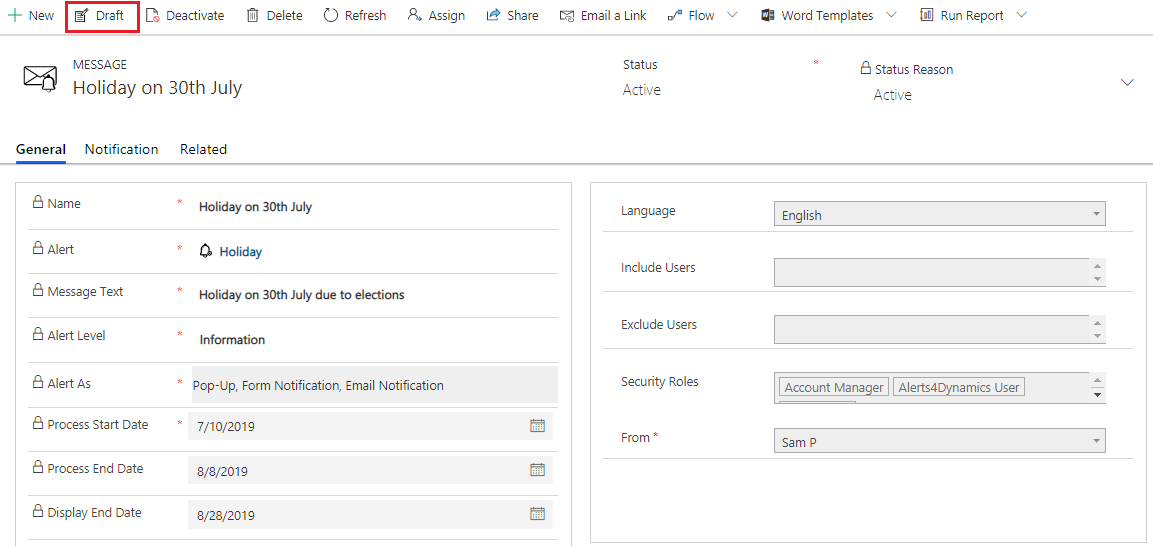 New Draft Deactivate Delete Refresh Assign Share Email a Link Flow Word Templates Run Report
MESSAGE
Holiday on 30th July
Status *
Active
Status Reason
Active
General Notification Related
Name * Holiday on 30th July
Alert * Holiday
Message Text * Holiday on 30th July due to elections
Alert Level * Information
Alert As * Pop-Up, Form Notification, Email Notification
Process Start Date * 7/10/2019
Process End Date 8/8/2019
Display End Date 8/28/2019
Language English
Include Users
Exclude Users
Security Roles Account Manager Alerts4Dynamics User
From * Sam P